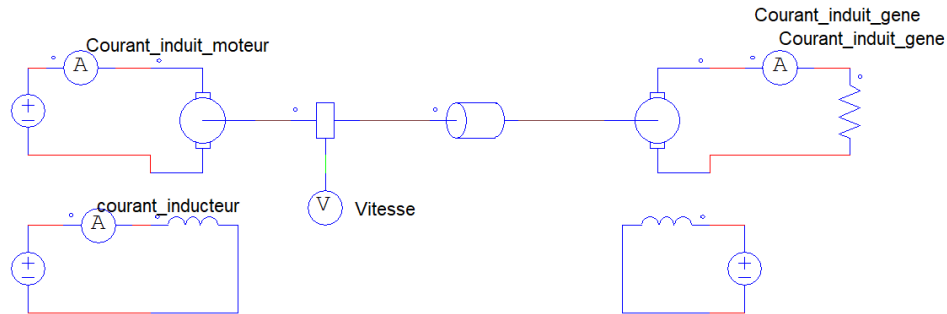 Courant_induit_gene
Courant_induit_moteur
Courant_induit_gene
A
A
courant_inducteur
A
V
Vitesse